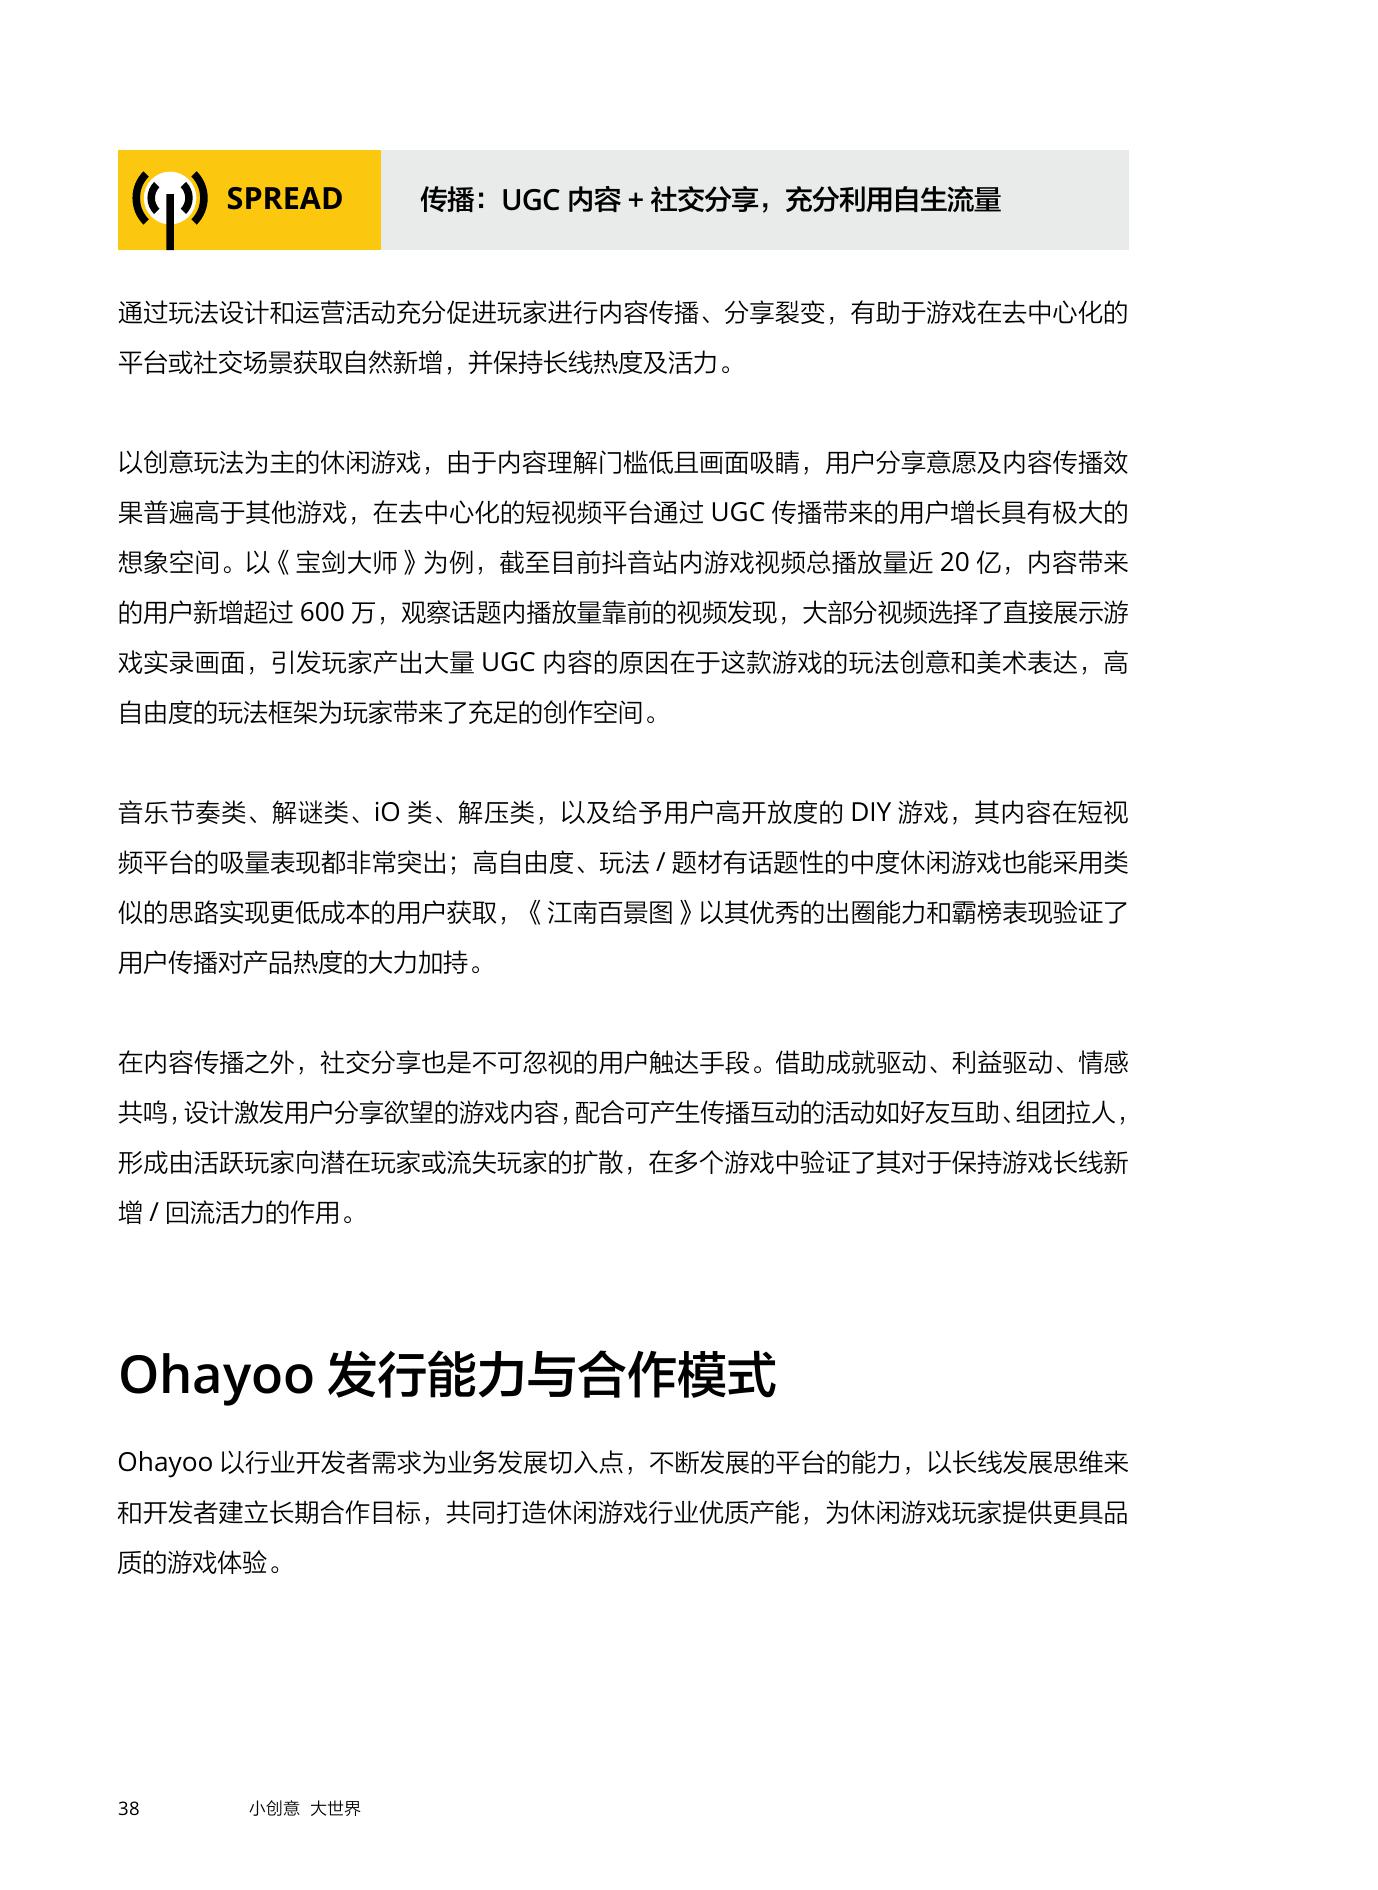 SPREAD
传播：UGC 内容 + 社交分享，充分利用自生流量
通过玩法设计和运营活动充分促进玩家进行内容传播、分享裂变，有助于游戏在去中心化的
平台或社交场景获取自然新增，并保持长线热度及活力。
以创意玩法为主的休闲游戏，由于内容理解门槛低且画面吸睛，用户分享意愿及内容传播效
果普遍高于其他游戏，在去中心化的短视频平台通过 UGC 传播带来的用户增长具有极大的
想象空间。以《宝剑大师》为例，截至目前抖音站内游戏视频总播放量近 20 亿，内容带来
的用户新增超过 600 万，观察话题内播放量靠前的视频发现，大部分视频选择了直接展示游
戏实录画面，引发玩家产出大量 UGC 内容的原因在于这款游戏的玩法创意和美术表达，高
自由度的玩法框架为玩家带来了充足的创作空间。
音乐节奏类、解谜类、iO 类、解压类，以及给予用户高开放度的 DIY 游戏，其内容在短视
频平台的吸量表现都非常突出；高自由度、玩法 / 题材有话题性的中度休闲游戏也能采用类
似的思路实现更低成本的用户获取，《江南百景图》以其优秀的出圈能力和霸榜表现验证了
用户传播对产品热度的大力加持。
在内容传播之外，社交分享也是不可忽视的用户触达手段。借助成就驱动、利益驱动、情感
共鸣，设计激发用户分享欲望的游戏内容，配合可产生传播互动的活动如好友互助、组团拉人，
形成由活跃玩家向潜在玩家或流失玩家的扩散，在多个游戏中验证了其对于保持游戏长线新
增 / 回流活力的作用。
Ohayoo 发行能力与合作模式
Ohayoo 以行业开发者需求为业务发展切入点，不断发展的平台的能力，以长线发展思维来
和开发者建立长期合作目标，共同打造休闲游戏行业优质产能，为休闲游戏玩家提供更具品
质的游戏体验。
38 小创意 大世界